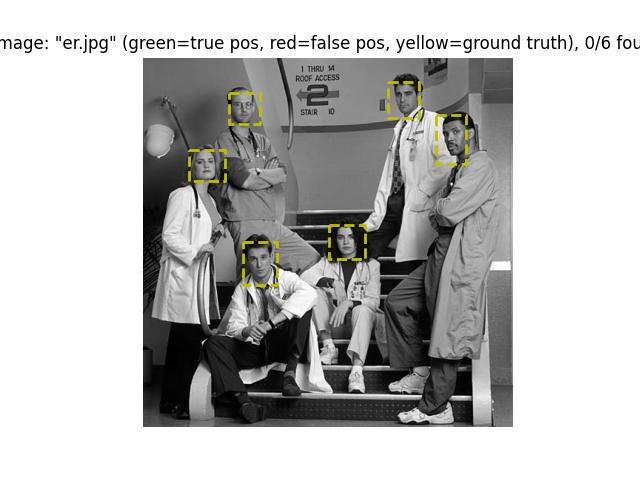 mage: "er.jpg" (green=true pos, red=false pos, yellow=ground truth), 0/6 fou
1 THRU 14
ROOF ACCESS
2
STAIR 10